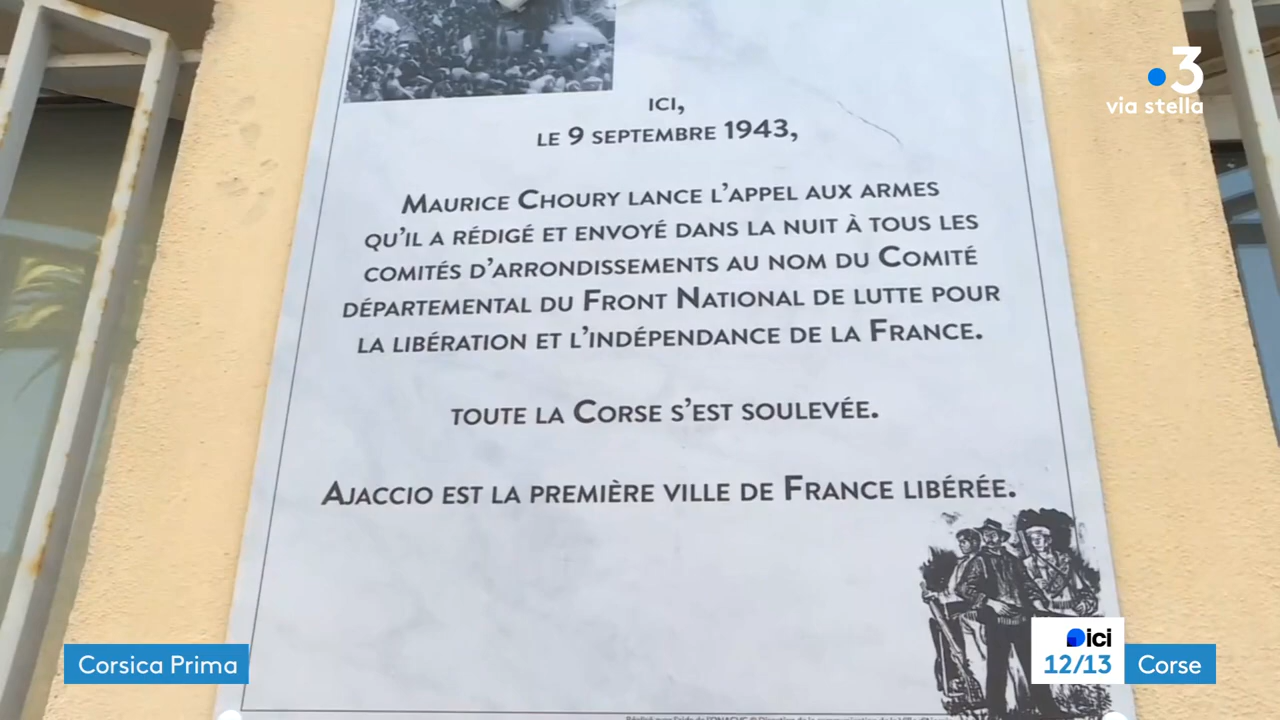 3
via stella
ICI,
LE 9 SEPTEMBRE 1943,
MAURICE CHOURY LANCE L'APPEL AUX ARMES
QU'IL A RÉDIGÉ ET ENVOYÉ DANS LA NUIT À TOUS LES
COMITÉS D'ARRONDISSEMENTS AU NOM DU COMITÉ
DÉPARTEMENTAL DU FRONT NATIONAL DE LUTTE POUR
LA LIBÉRATION ET L'INDÉPENDANCE DE LA FRANCE.
TOUTE LA CORSE S'EST SOULEVÉE.
AJACCIO EST LA PREMIÈRE VILLE DE FRANCE LIBÉRÉE.
Corsica Prima
ici
12/13 Corse